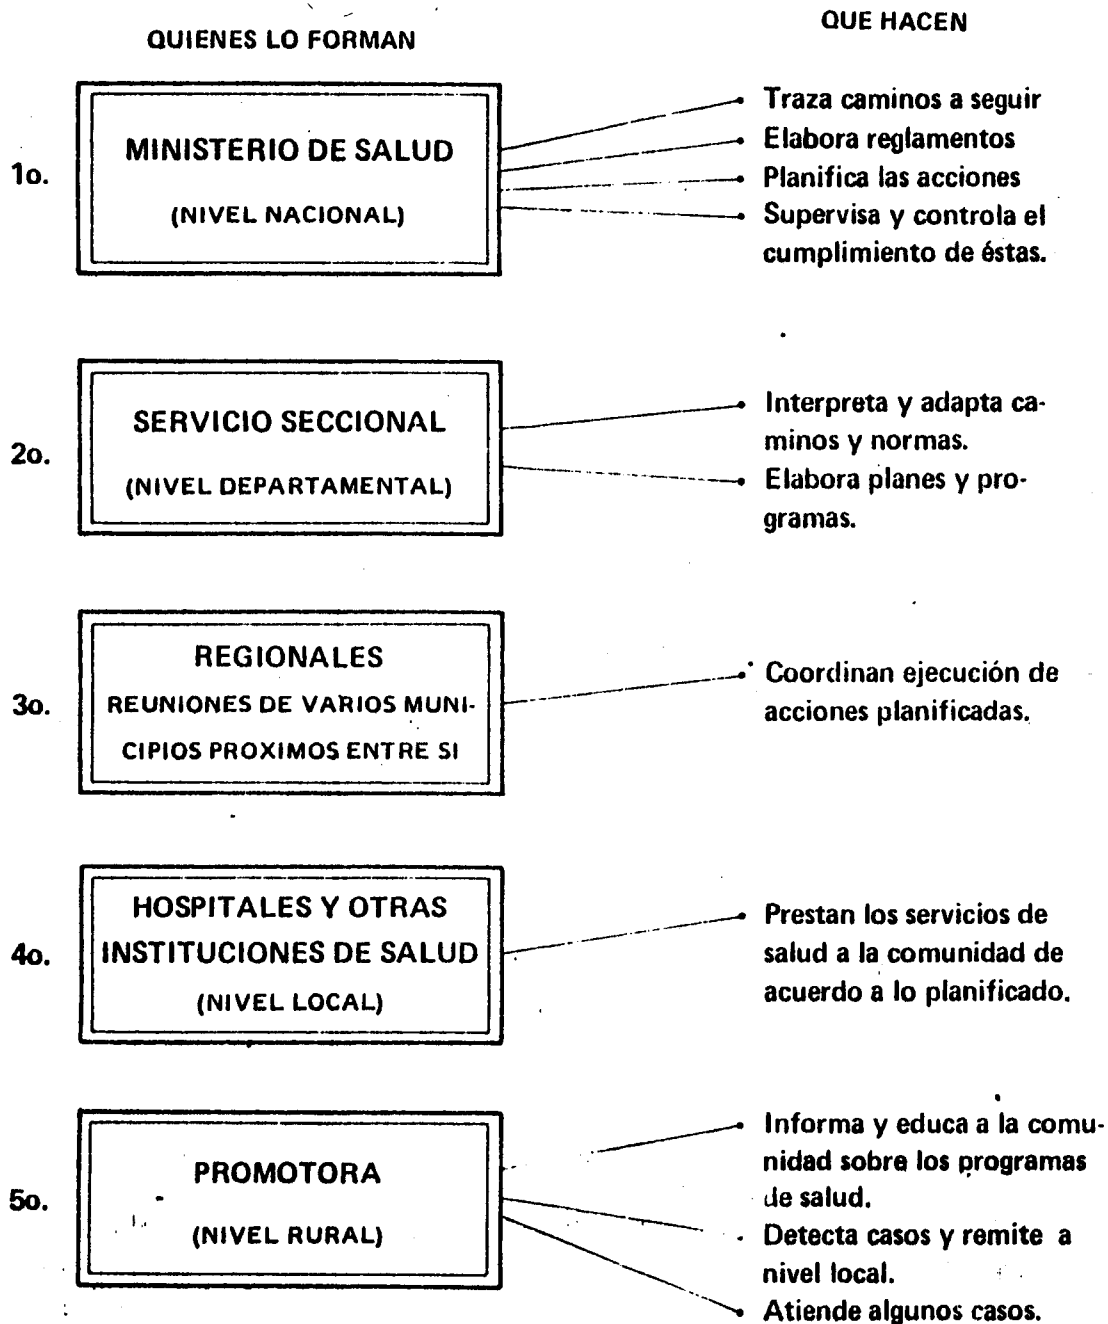 QUIENES LO FORMAN
QUE HACEN
1o.
MINISTERIO DE SALUD
(NIVEL NACIONAL)
Traza caminos a seguir
Elabora reglamentos
Planifica las acciones
Supervisa y controla el
cumplimiento de éstas.
2o.
SERVICIO SECCIONAL
(NIVEL DEPARTAMENTAL)
Interpreta y adapta ca-
minos y normas.
Elabora planes y pro-
gramas.
3o.
REGIONALES
REUNIONES DE VARIOS MUNI-
CIPIOS PROXIMOS ENTRE SI
Coordinan ejecución de
acciones planificadas.
4o.
HOSPITALES Y OTRAS
INSTITUCIONES DE SALUD
(NIVEL LOCAL)
Prestan los servicios de
salud a la comunidad de
acuerdo a lo planificado.
5o.
PROMOTORA
(NIVEL RURAL)
Informa y educa a la comu-
nidad sobre los programas
de salud.
Detecta casos y remite a
nivel local.
Atiende algunos casos.